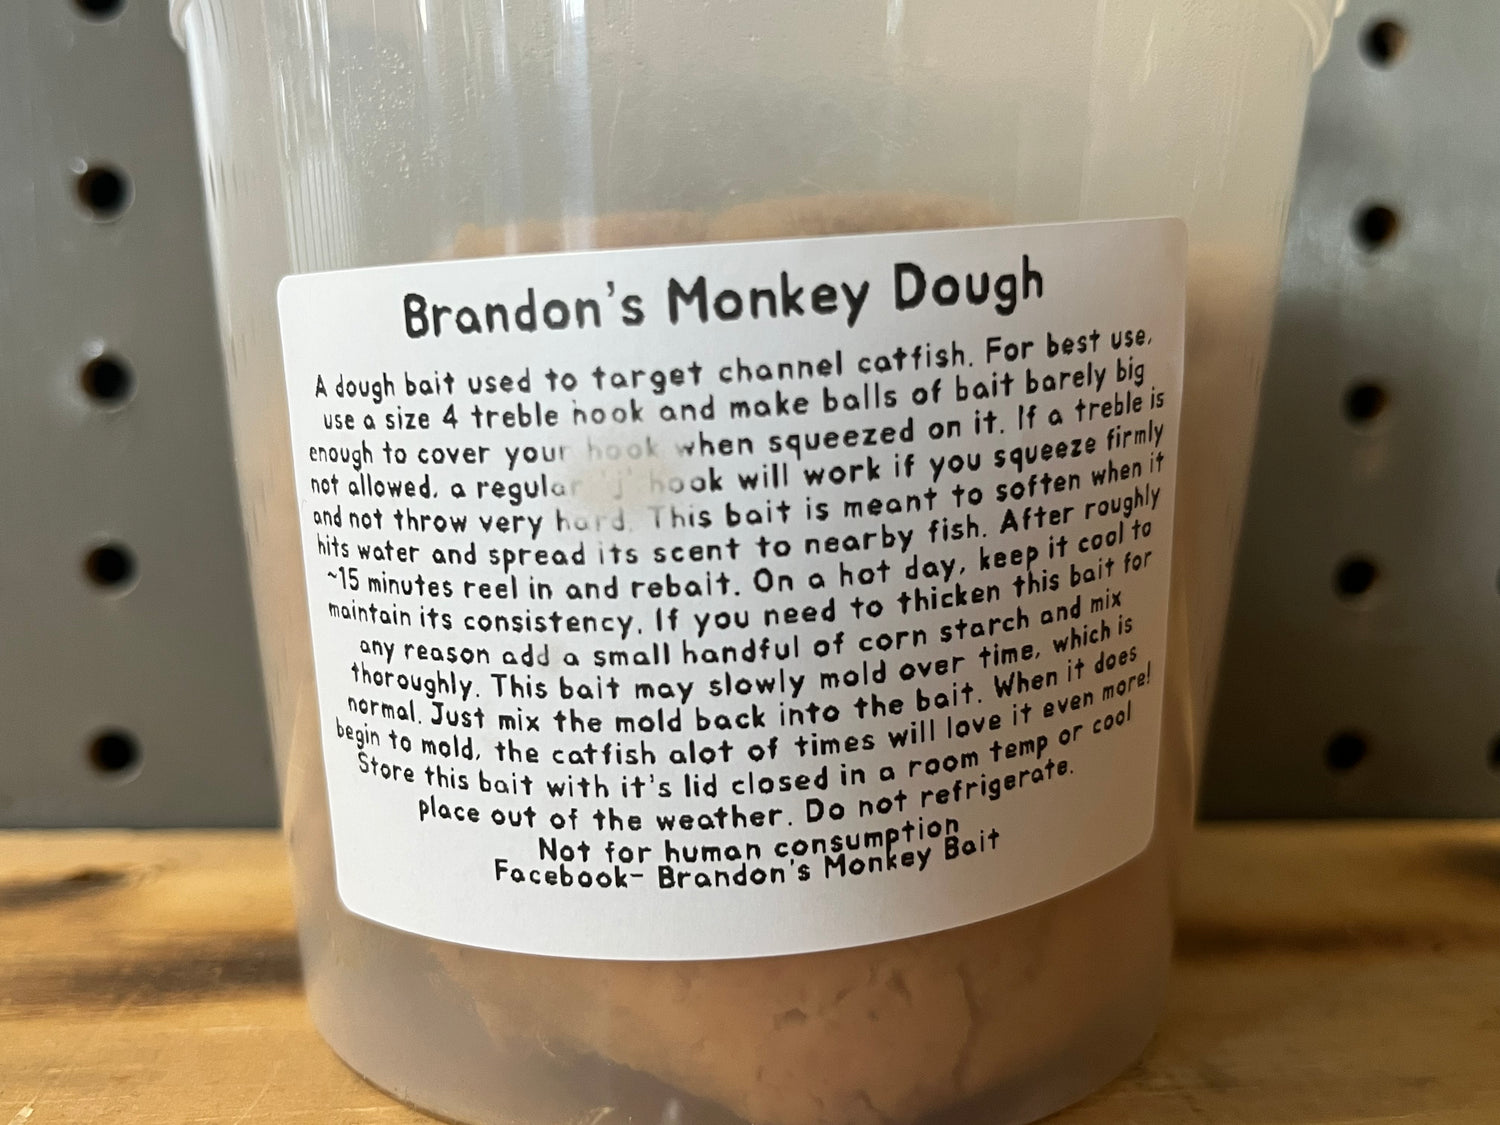 Brandon's Monkey Dough
A dough bait used to target channel catfish. For best use,
use a size 4 treble hook and make balls of bait barely big
enough to cover your hook when squeezed on it. If a treble is
not allowed, a regular 'j' hook will work if you squeeze firmly
and not throw very hard. This bait is meant to soften when it
hits water and spread its scent to nearby fish. After roughly
~15 minutes reel in and rebait. On a hot day, keep it cool to
maintain its consistency. If you need to thicken this bait for
any reason add a small handful of corn starch and mix
thoroughly. This bait may slowly mold over time, which is
normal. Just mix the mold back into the bait. When it does
begin to mold, the catfish alot of times will love it even more!
Store this bait with it's lid closed in a room temp or cool
place out of the weather. Do not refrigerate.
Not for human consumption
Facebook- Brandon's Monkey Bait